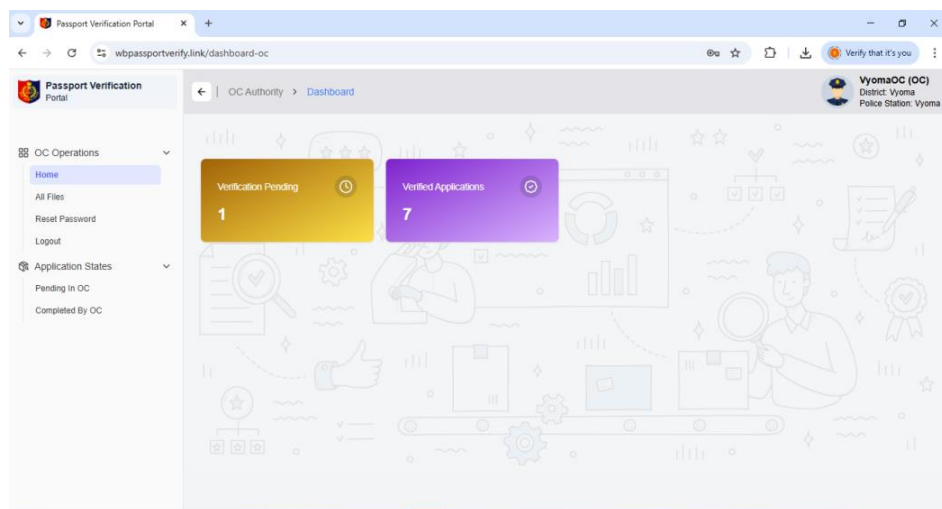 Passport Verification Portal
wbpassportverify.link/dashboard-oc
Verify that it's you
Passport Verification
Portal
OC Authority > Dashboard
VyomaOC (OC)
District: Vyoma
Police Station: Vyoma
OC Operations
Home
All Files
Reset Password
Logout
Application States
Pending In OC
Completed By OC
Verification Pending
1
Verified Applications
7